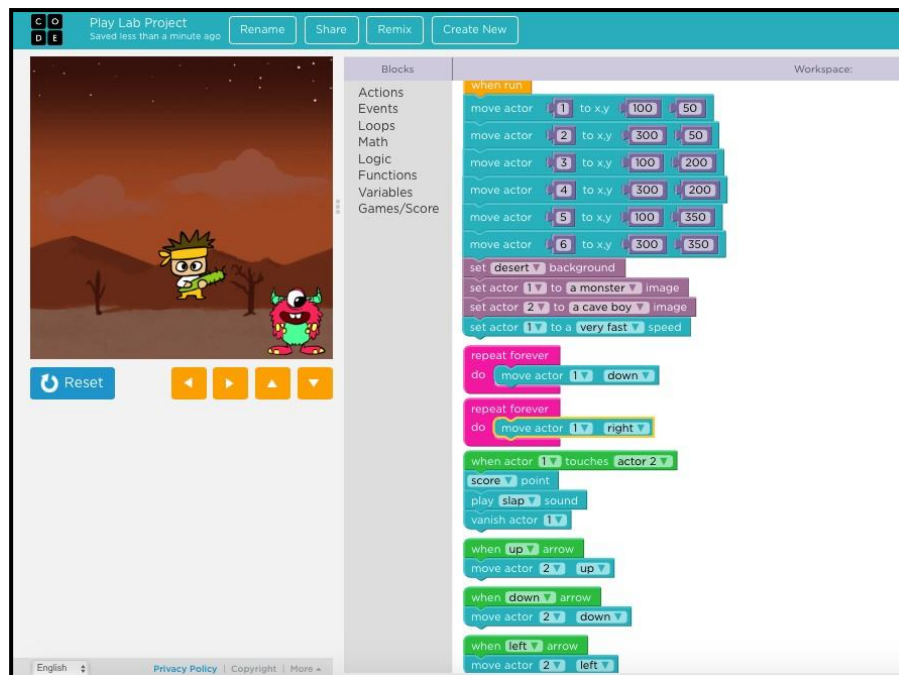 CODE
Play Lab Project
Saved less than a minute ago
Rename
Share
Remix
Create New
Blocks
Workspace:
Actions
Events
Loops
Math
Logic
Functions
Variables
Games/Score
when run
move actor 1 to x,y 100 50
move actor 2 to x,y 300 50
move actor 3 to x,y 100 200
move actor 4 to x,y 300 200
move actor 5 to x,y 100 350
move actor 6 to x,y 300 350
set desert background
set actor 1 to a monster image
set actor 2 to a cave boy image
set actor 1 to a very fast speed
repeat forever
do move actor 1 down
repeat forever
do move actor 1 right
when actor 1 touches actor 2
score point
play slap sound
vanish actor 1
when up arrow
move actor 2 up
when down arrow
move actor 2 down
when left arrow
move actor 2 left
Reset
English
Privacy Policy | Copyright | More